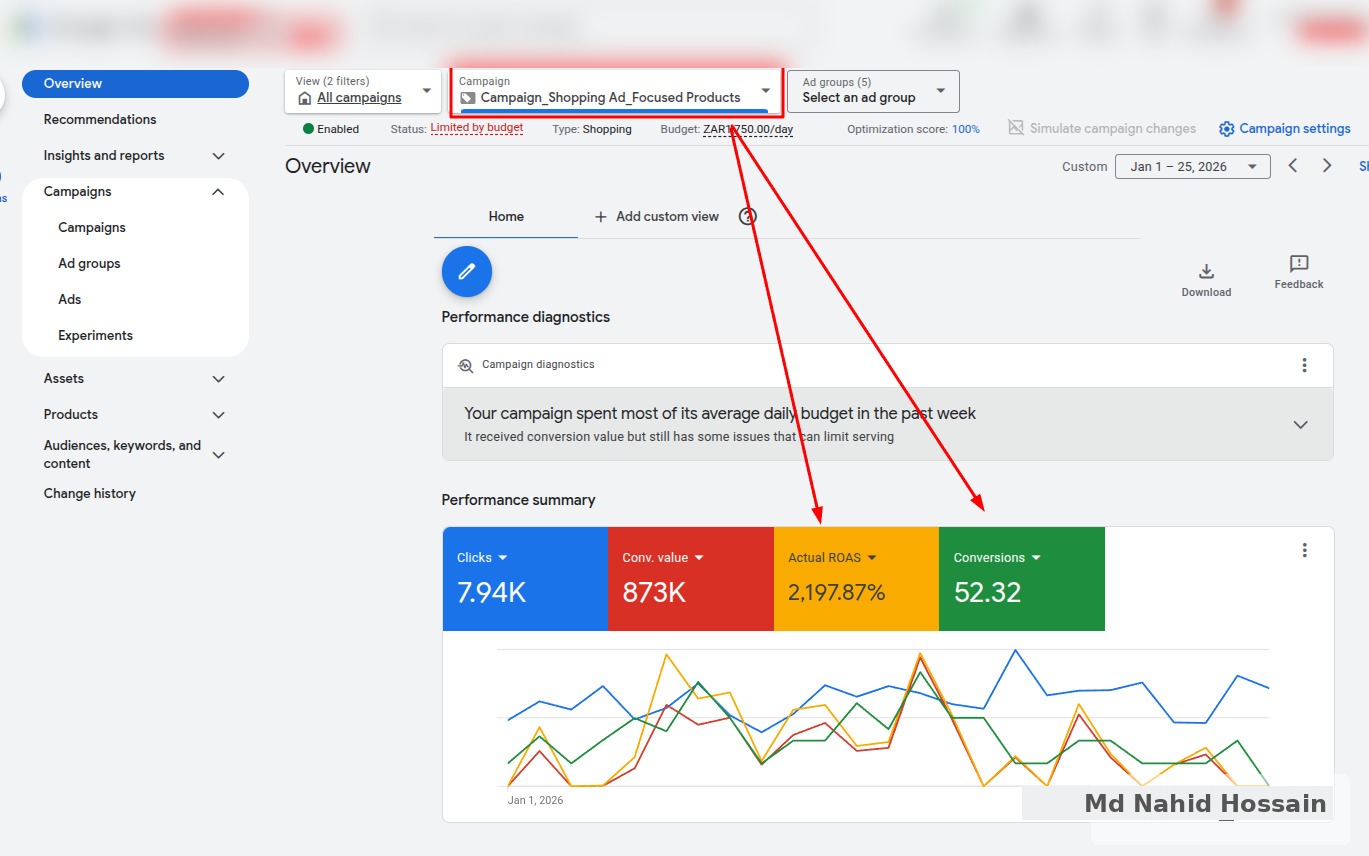 Overview
Recommendations
Insights and reports
Campaigns
Campaigns
Ad groups
Ads
Experiments
Assets
Products
Audiences, keywords, and
content
Change history
View (2 filters)
All campaigns
Campaign
Campaign_Shopping Ad_Focused Products
Ad groups (5)
Select an ad group
Enabled
Status: Limited by budget
Type: Shopping
Budget: ZAR1,750.00/day
Optimization score: 100%
Simulate campaign changes
Campaign settings
Overview
Custom
Jan 1 – 25, 2026
Home
+ Add custom view
Download
Feedback
Performance diagnostics
Campaign diagnostics
Your campaign spent most of its average daily budget in the past week
It received conversion value but still has some issues that can limit serving
Performance summary
Clicks
7.94K
Conv. value
873K
Actual ROAS
2,197.87%
Conversions
52.32
Jan 1, 2026
Md Nahid Hossain